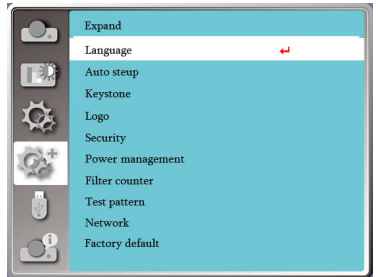 Expand
Language
Auto steup
Keystone
Logo
Security
Power management
Filter counter
Test pattern
Network
Factory default